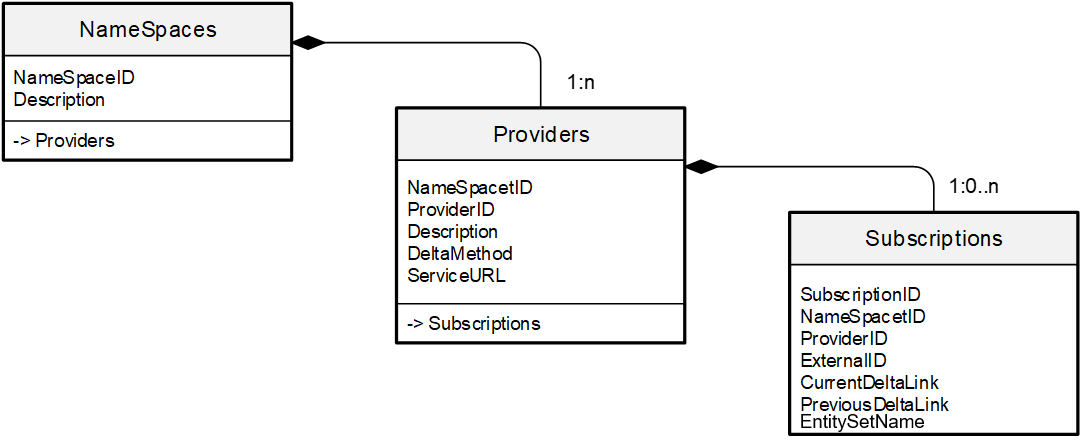 NameSpaces
NameSpaceID
Description
-> Providers
1:n
Providers
NameSpacetID
ProviderID
Description
DeltaMethod
ServiceURL
-> Subscriptions
1:0..n
Subscriptions
SubscriptionID
NameSpacetID
ProviderID
ExternalID
CurrentDeltaLink
PreviousDeltaLink
EntitySetName